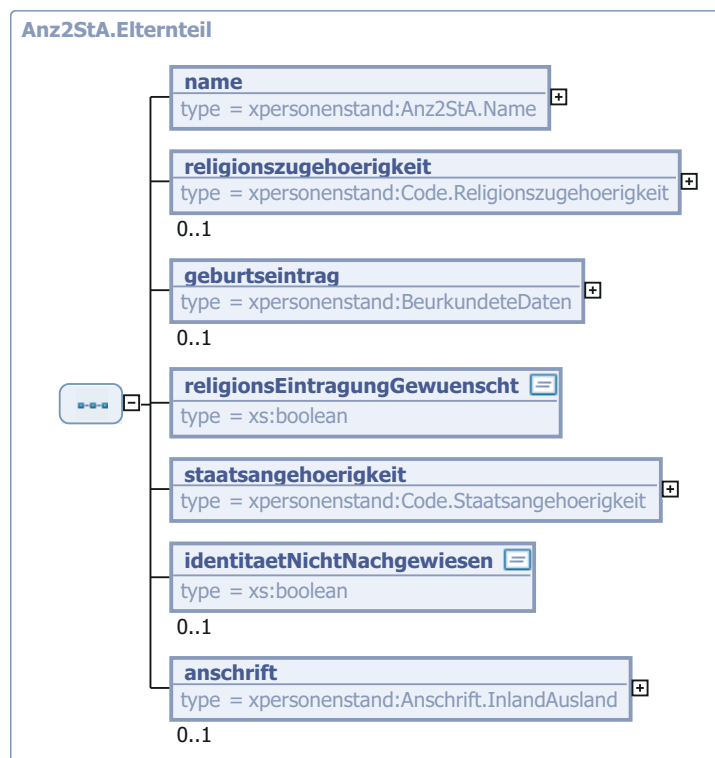 Anz2StA.Elternteil
name
type = xpersonenstand:Anz2StA.Name
religionszugehoerigkeit
type = xpersonenstand:Code.Religionszugehoerigkeit
0..1
geburtseintrag
type = xpersonenstand:BeurkundeteDaten
0..1
religionsEintragungGewuenscht
type = xs:boolean
staatsangehoerigkeit
type = xpersonenstand:Code.Staatsangehoerigkeit
identitaetNichtNachgewiesen
type = xs:boolean
0..1
anschrift
type = xpersonenstand:Anschrift.InlandAusland
0..1